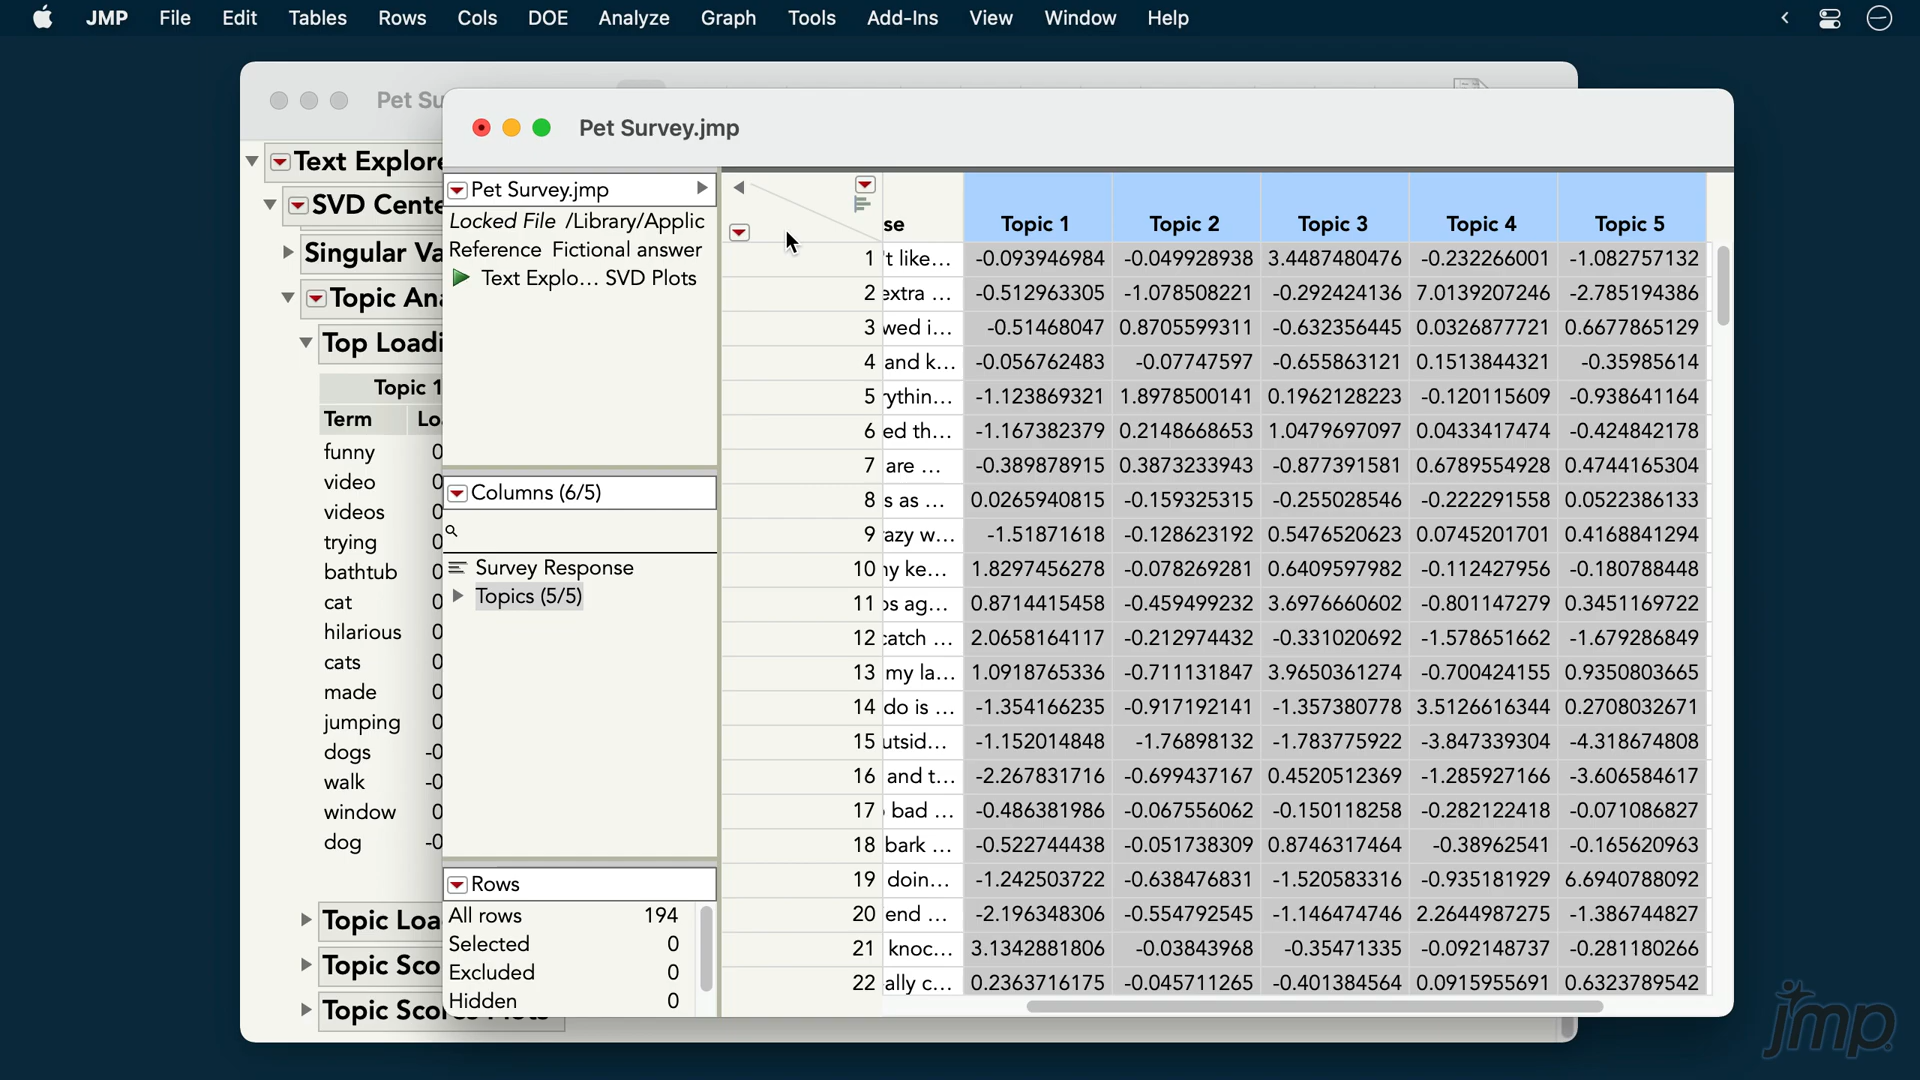 JMP File Edit Tables Rows Cols DOE Analyze Graph Tools Add-Ins View Window Help
Pet Su
Pet Survey.jmp
Text Explore
SVD Cente
Singular Va
Topic Ana
Top Loadi
Topic 1
Term Lo
funny 0
video 0
videos 0
trying 0
bathtub 0
cat 0
hilarious 0
cats 0
made 0
jumping 0
dogs -0
walk -0
window 0
dog -0
Topic Loa
Topic Sco
Topic Scores Plots
Pet Survey.jmp
Locked File /Library/Applic
Reference Fictional answer
Text Explo... SVD Plots
Columns (6/5)
Survey Response
Topics (5/5)
Rows
All rows 194
Selected 0
Excluded 0
Hidden 0
se Topic 1 Topic 2 Topic 3 Topic 4 Topic 5
1 't like... -0.093946984 -0.049928938 3.4487480476 -0.232266001 -1.082757132
2 extra ... -0.512963305 -1.078508221 -0.292424136 7.0139207246 -2.785194386
3 wed i... -0.51468047 0.8705599311 -0.632356445 0.0326877721 0.6677865129
4 and k... -0.056762483 -0.07747597 -0.655863121 0.1513844321 -0.35985614
5 rythin... -1.123869321 1.8978500141 0.1962128223 -0.120115609 -0.938641164
6 ed th... -1.167382379 0.2148668653 1.0479697097 0.0433417474 -0.424842178
7 are ... -0.389878915 0.3873233943 -0.877391581 0.6789554928 0.4744165304
8 s as ... 0.0265940815 -0.159325315 -0.255028546 -0.222291558 0.0522386133
9 azy w... -1.51871618 -0.128623192 0.5476520623 0.0745201701 0.4168841294
10 ny ke... 1.8297456278 -0.078269281 0.6409597982 -0.112427956 -0.180788448
11 os ag... 0.8714415458 -0.459499232 3.6976660602 -0.801147279 0.3451169722
12 catch ... 2.0658164117 -0.212974432 -0.331020692 -1.578651662 -1.679286849
13 my la... 1.0918765336 -0.711131847 3.9650361274 -0.700424155 0.9350803665
14 do is ... -1.354166235 -0.917192141 -1.357380778 3.5126616344 0.2708032671
15 utsid... -1.152014848 -1.76898132 -1.783775922 -3.847339304 -4.318674808
16 and t... -2.267831716 -0.699437167 0.4520512369 -1.285927166 -3.606584617
17 bad ... -0.486381986 -0.067556062 -0.150118258 -0.282122418 -0.071086827
18 bark ... -0.522744438 -0.051738309 0.8746317464 -0.38962541 -0.165620963
19 doin... -1.242503722 -0.638476831 -1.520583316 -0.935181929 6.6940788092
20 end ... -2.196348306 -0.554792545 -1.146474746 2.2644987275 -1.386744827
21 knoc... 3.1342881806 -0.03843968 -0.35471335 -0.092148737 -0.281180266
22 ally c... 0.2363716175 -0.045711265 -0.401384564 0.0915955691 0.6323789542
jmp